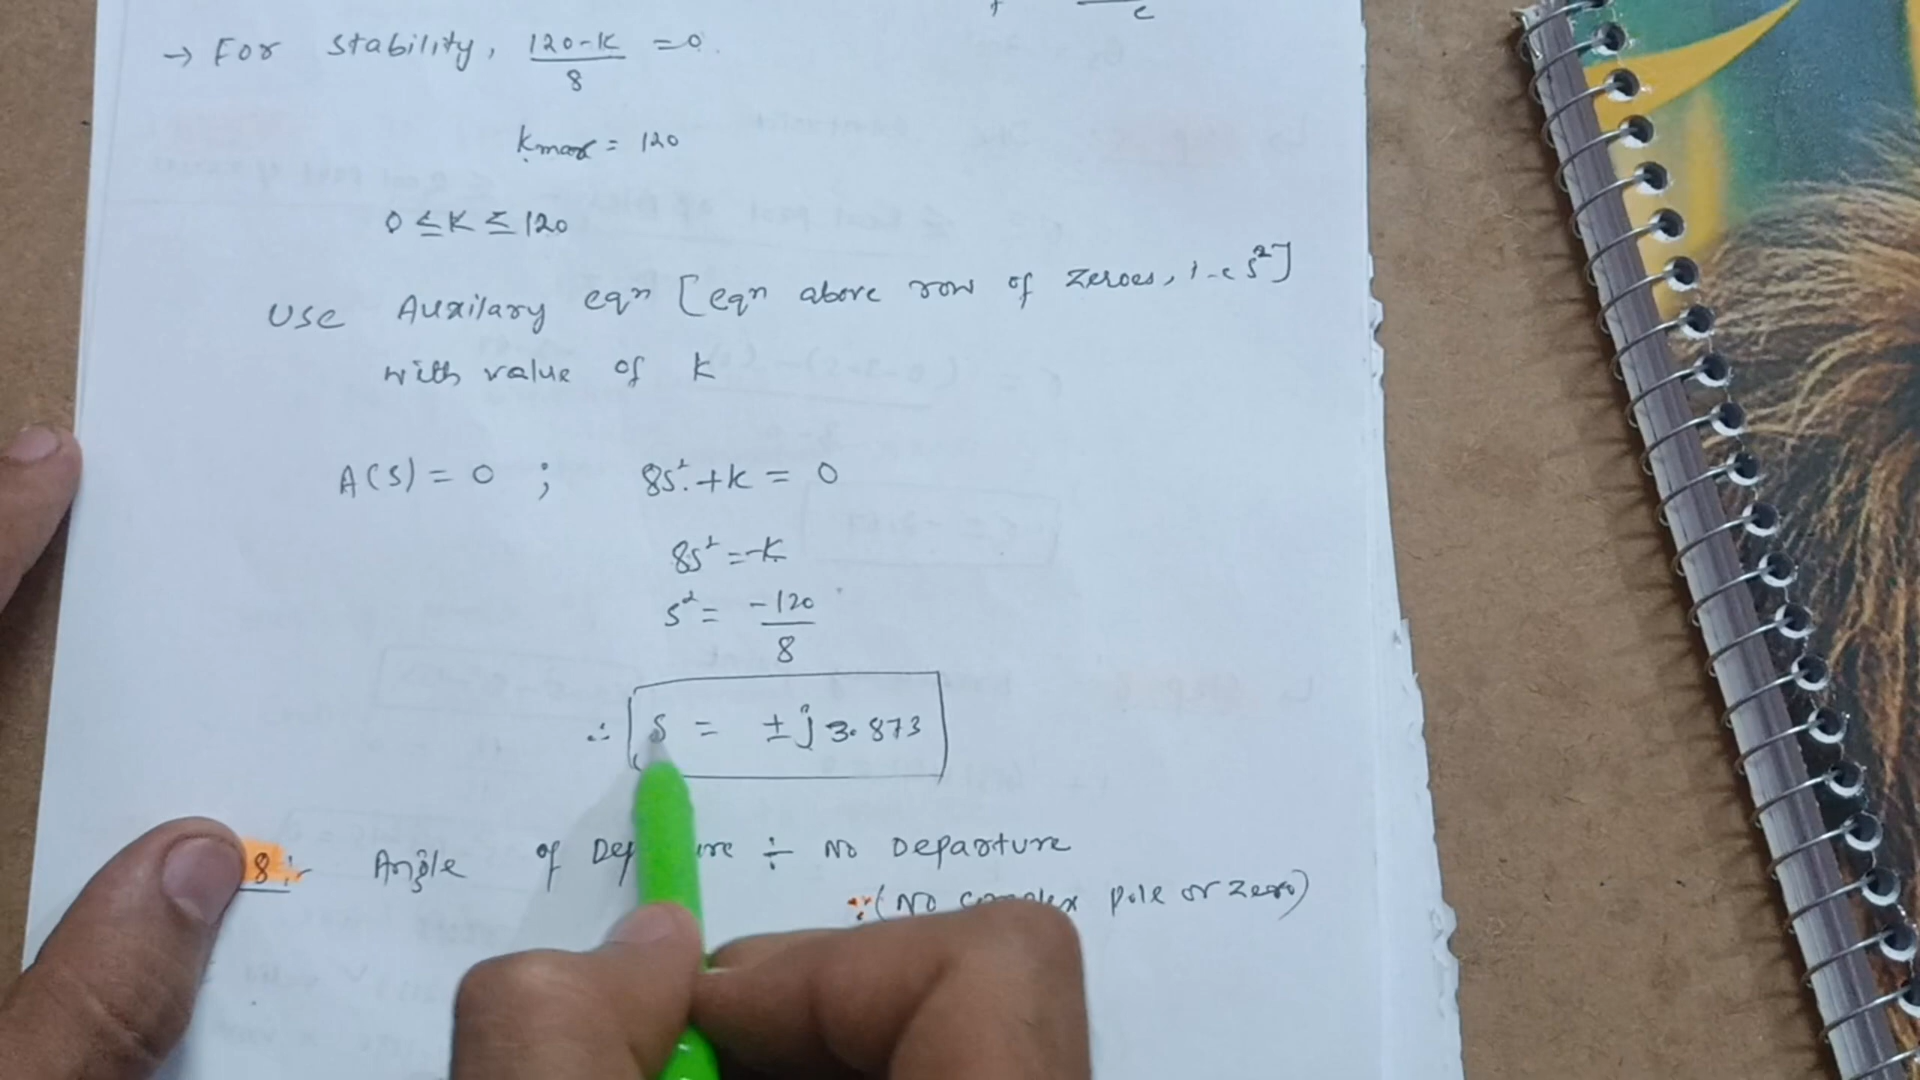 → For stability, 120-K / 8 = 0
Kmax = 120
0 ≤ K ≤ 120
Use Auxilary eqn [eqn above row of zeroes, i-e s²]
with value of K
A(S) = 0 ; 8s² + K = 0
8s² = -K
s² = -120 / 8
∴ S = ± j 3.873
8:- Angle of Dep ure ÷ No Departure
∵ (No complex pole or zero)